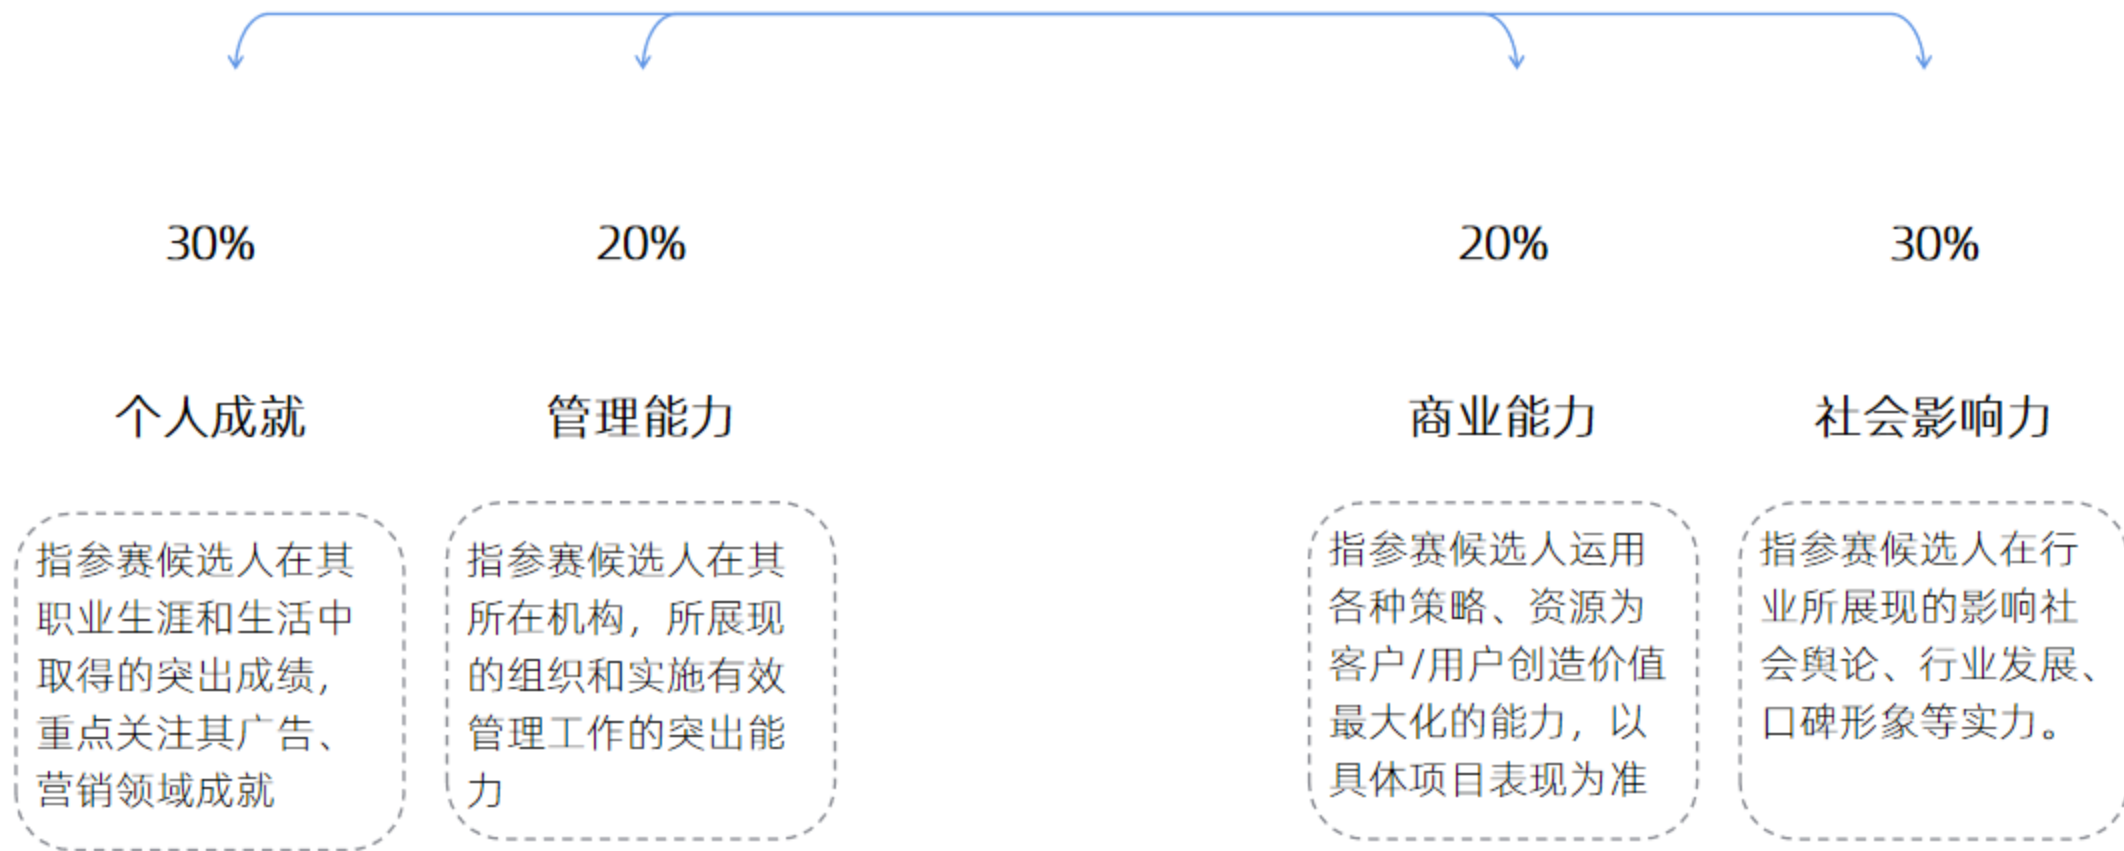 30%
20%
20%
30%
个人成就
管理能力
商业能力
社会影响力
指参赛候选人在其
职业生涯和生活中
取得的突出成绩，
重点关注其广告、
营销领域成就
指参赛候选人在其
所在机构，所展现
的组织和实施有效
管理工作的突出能
力
指参赛候选人运用
各种策略、资源为
客户/用户创造价值
最大化的能力，以
具体项目表现为准
指参赛候选人在行
业所展现的影响社
会舆论、行业发展、
口碑形象等实力。